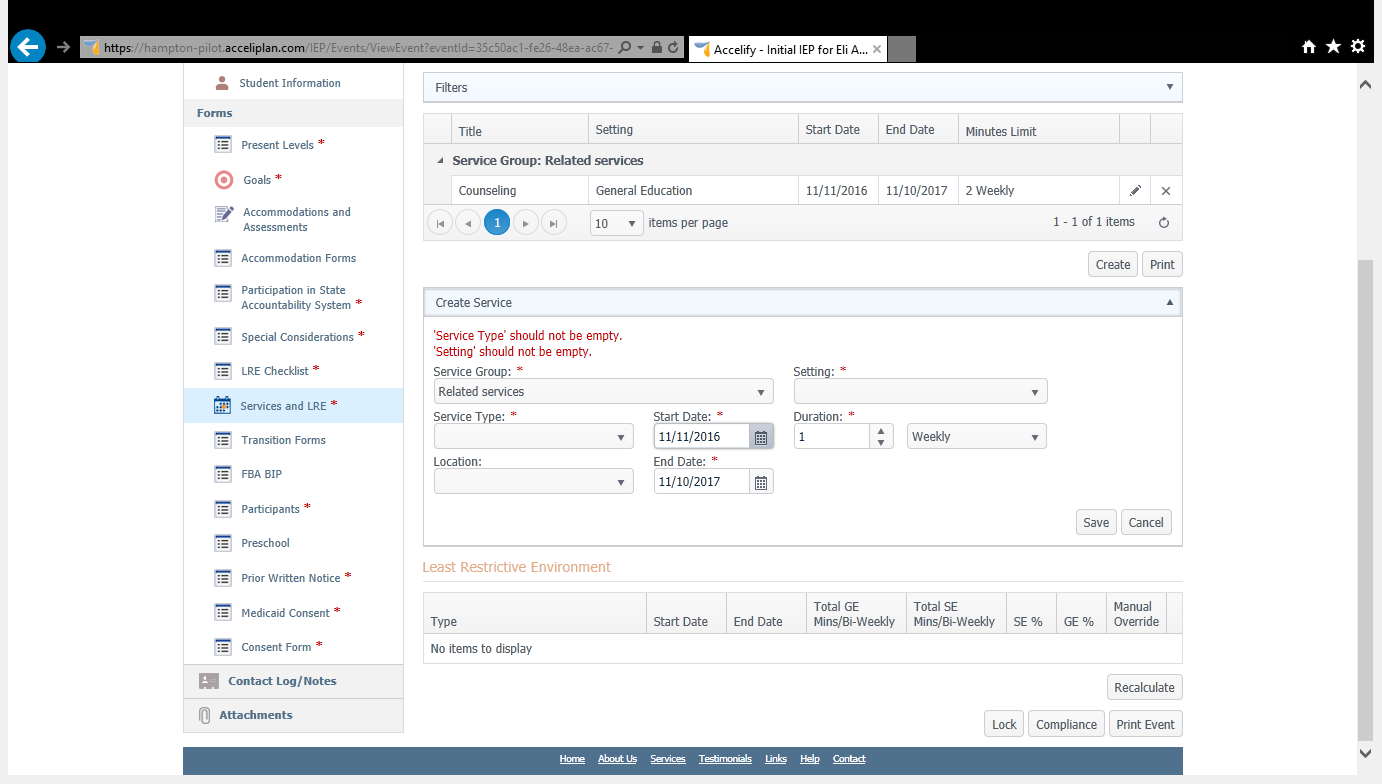 https://hampton-pilot.acceliplan.com/IEP/Events/ViewEvent?eventId=35c50ac1-fe26-48ea-ac67-
Accelify - Initial IEP for Eli A...
Student Information
Forms
Present Levels *
Goals *
Accommodations and
Assessments
Accommodation Forms
Participation in State
Accountability System *
Special Considerations *
LRE Checklist *
Services and LRE *
Transition Forms
FBA BIP
Participants *
Preschool
Prior Written Notice *
Medicaid Consent *
Consent Form *
Contact Log/Notes
Attachments
Filters
Title Setting Start Date End Date Minutes Limit
Service Group: Related services
Counseling General Education 11/11/2016 11/10/2017 2 Weekly
1 10 items per page 1 - 1 of 1 items
Create Print
Create Service
'Service Type' should not be empty.
'Setting' should not be empty.
Service Group: * Setting: *
Related services
Service Type: * Start Date: * Duration: *
11/11/2016 1 Weekly
Location: End Date: *
11/10/2017
Save Cancel
Least Restrictive Environment
Type Start Date End Date Total GE Mins/Bi-Weekly Total SE Mins/Bi-Weekly SE % GE % Manual Override
No items to display
Recalculate
Lock Compliance Print Event
Home About Us Services Testimonials Links Help Contact